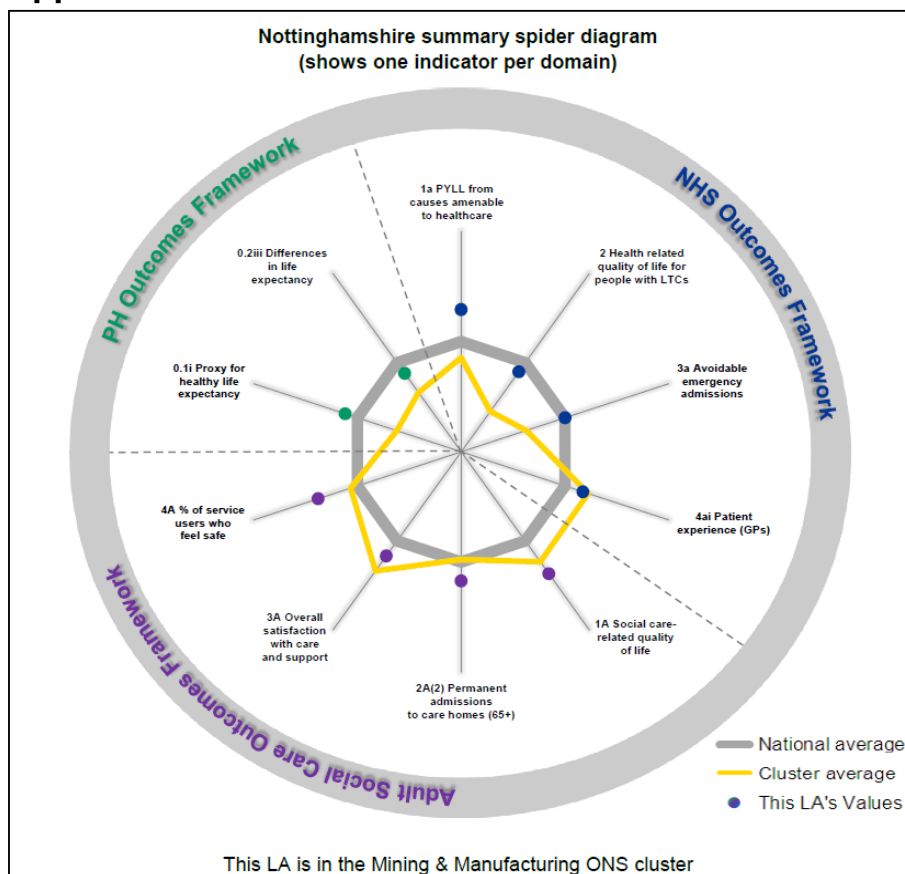 Nottinghamshire summary spider diagram
(shows one indicator per domain)
PH Outcomes Framework
NHS Outcomes Framework
Adult Social Care Outcomes Framework
1a PYLL from
causes amenable
to healthcare
2 Health related
quality of life for
people with LTCs
3a Avoidable
emergency
admissions
4ai Patient
experience (GPs)
1A Social care-
related quality
of life
2A(2) Permanent
admissions
to care homes (65+)
3A Overall
satisfaction
with care
and support
4A % of service
users who
feel safe
0.1i Proxy for
healthy life
expectancy
0.2iii Differences
in life
expectancy
National average
Cluster average
This LA's Values
This LA is in the Mining & Manufacturing ONS cluster